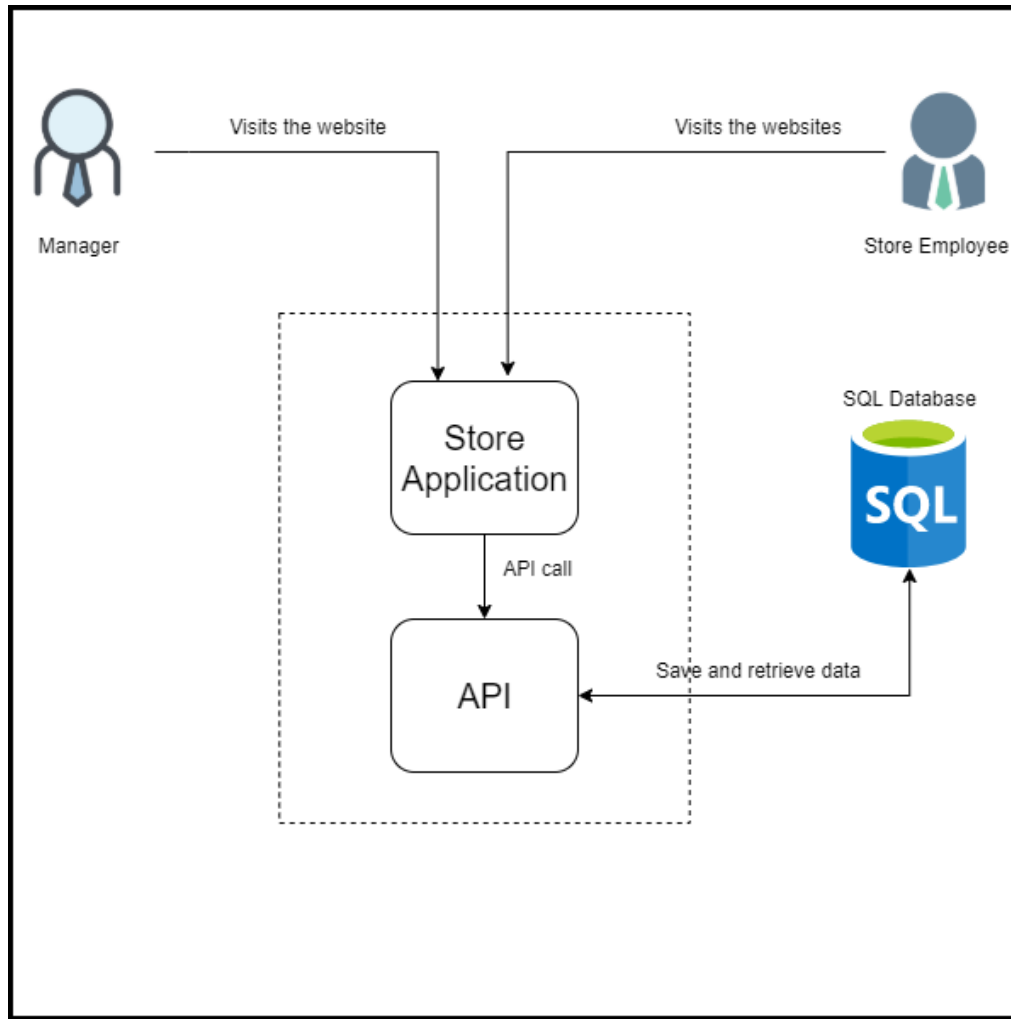 Visits the website
Visits the websites
Manager
Store Employee
SQL Database
Store
Application
SQL
API call
Save and retrieve data
API